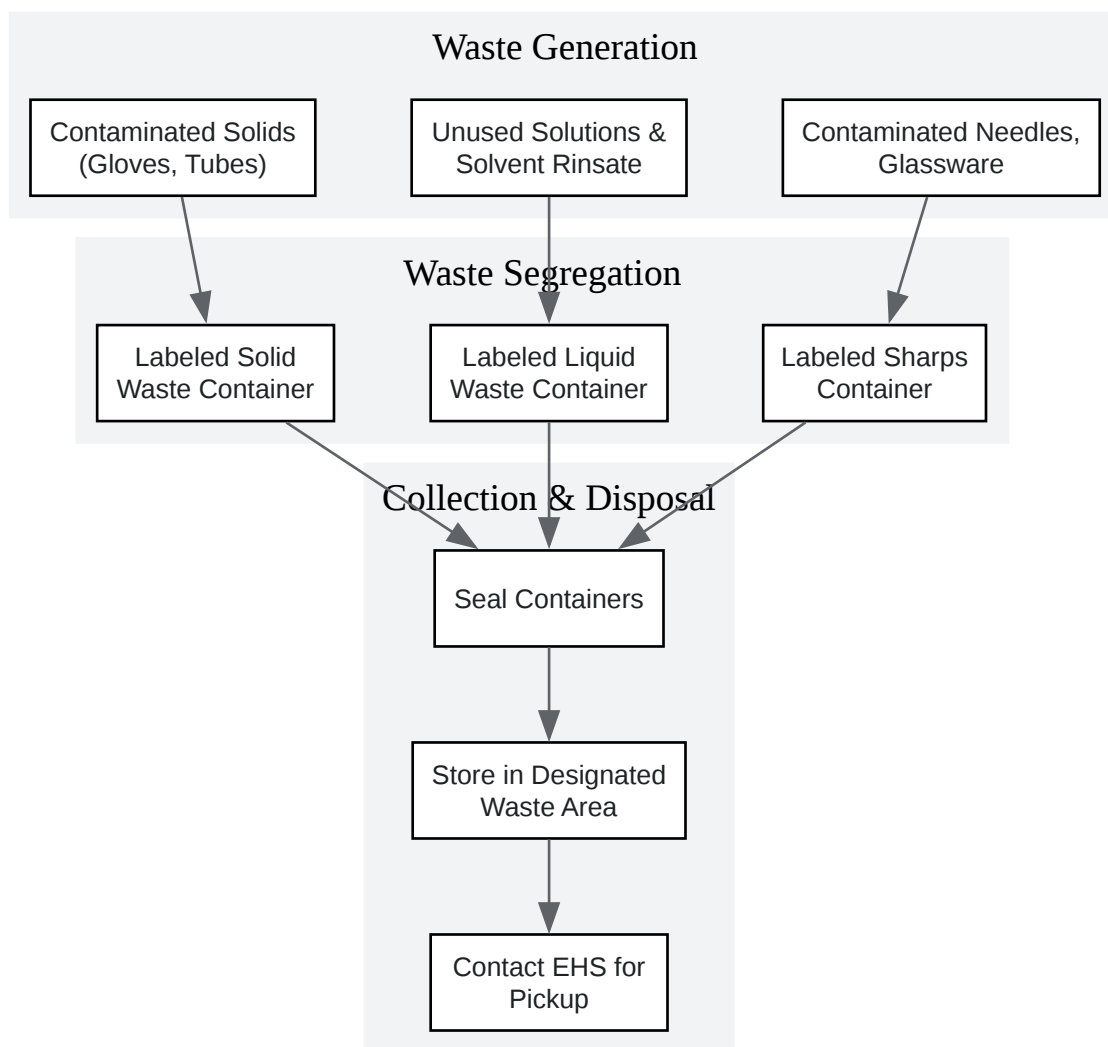 Waste Generation
Contaminated Solids
(Gloves, Tubes)
Unused Solutions &
Solvent Rinsate
Contaminated Needles,
Glassware
Waste Segregation
Labeled Solid
Waste Container
Labeled Liquid
Waste Container
Labeled Sharps
Container
Collection & Disposal
Seal Containers
Store in Designated
Waste Area
Contact EHS for
Pickup